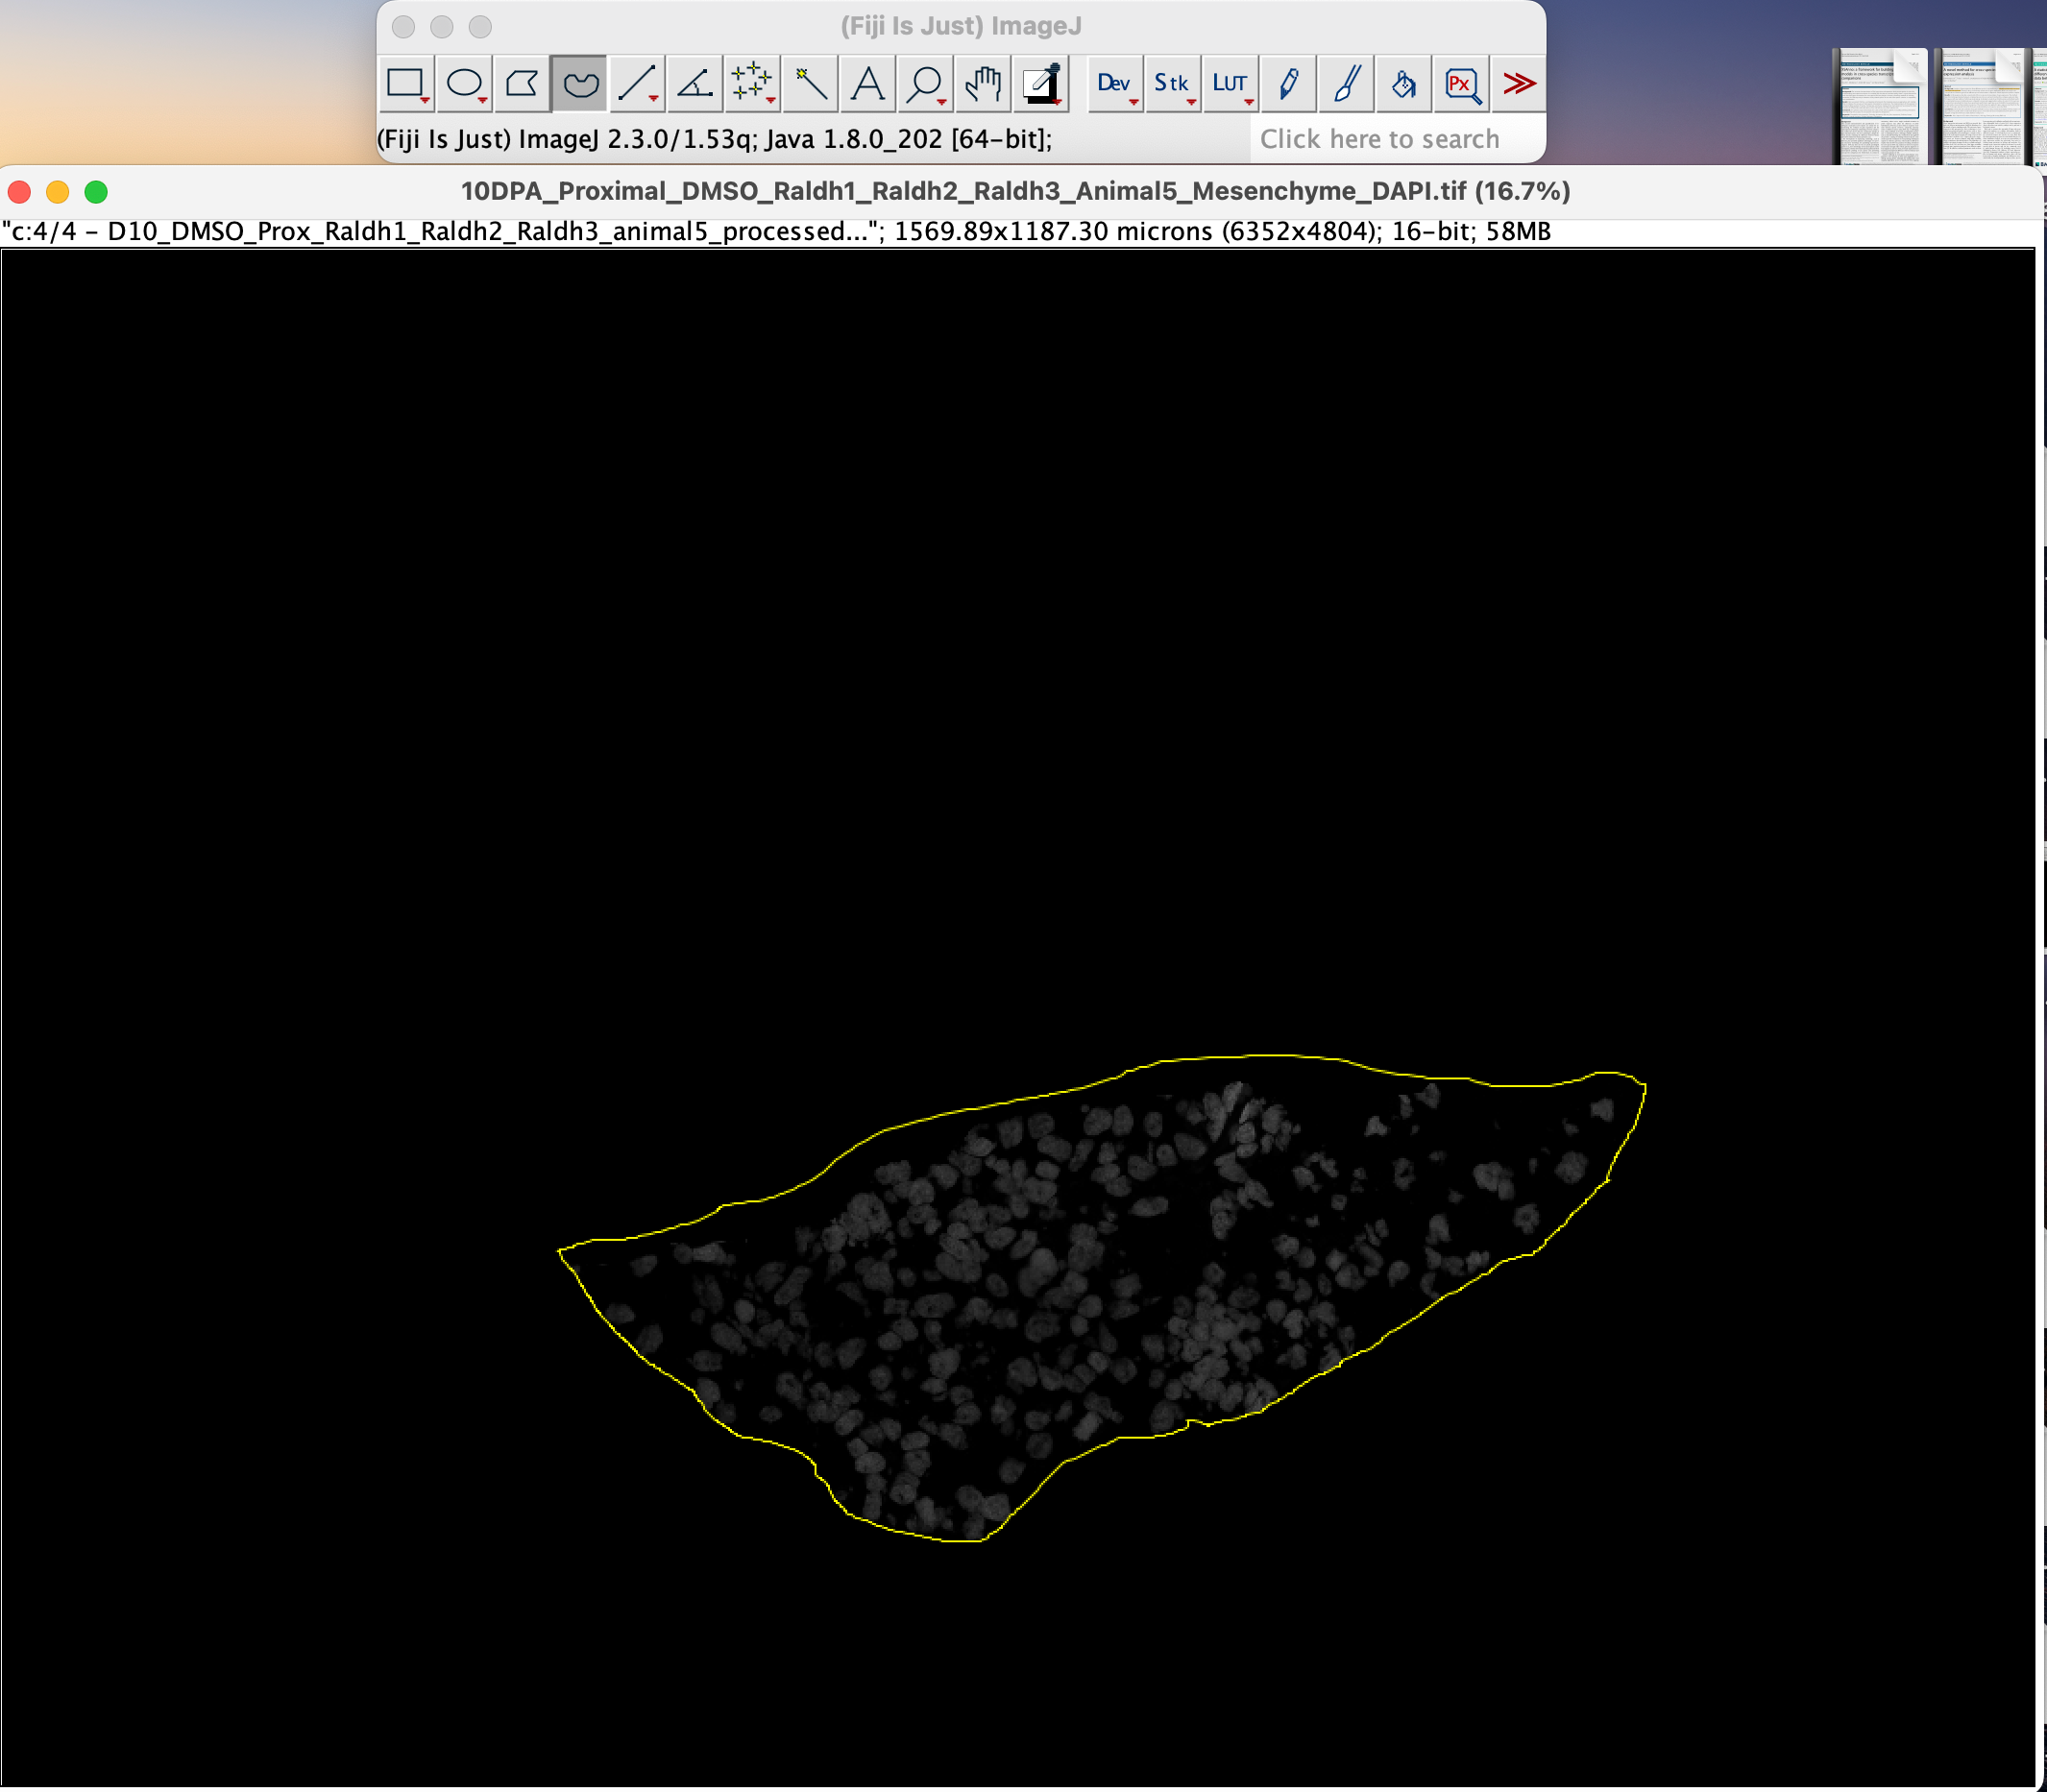 (Fiji Is Just) ImageJ
A Dev Stk LUT Px
(Fiji Is Just) ImageJ 2.3.0/1.53q; Java 1.8.0_202 [64-bit];
Click here to search
10DPA_Proximal_DMSO_Raldh1_Raldh2_Raldh3_Animal5_Mesenchyme_DAPI.tif (16.7%)
"c:4/4 - D10_DMSO_Prox_Raldh1_Raldh2_Raldh3_animal5_processed..."; 1569.89x1187.30 microns (6352x4804); 16-bit; 58MB